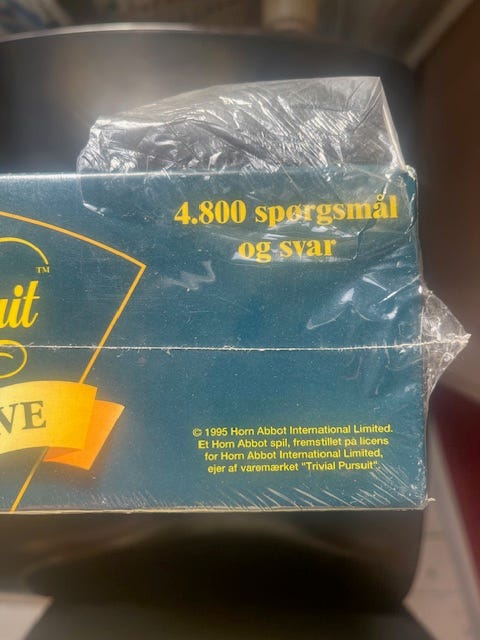 4.800 spørgsmål
og svar
™
uit
VE
© 1995 Horn Abbot International Limited.
Et Horn Abbot spil, fremstillet på licens
for Horn Abbot International Limited,
ejer af varemærket "Trivial Pursuit".